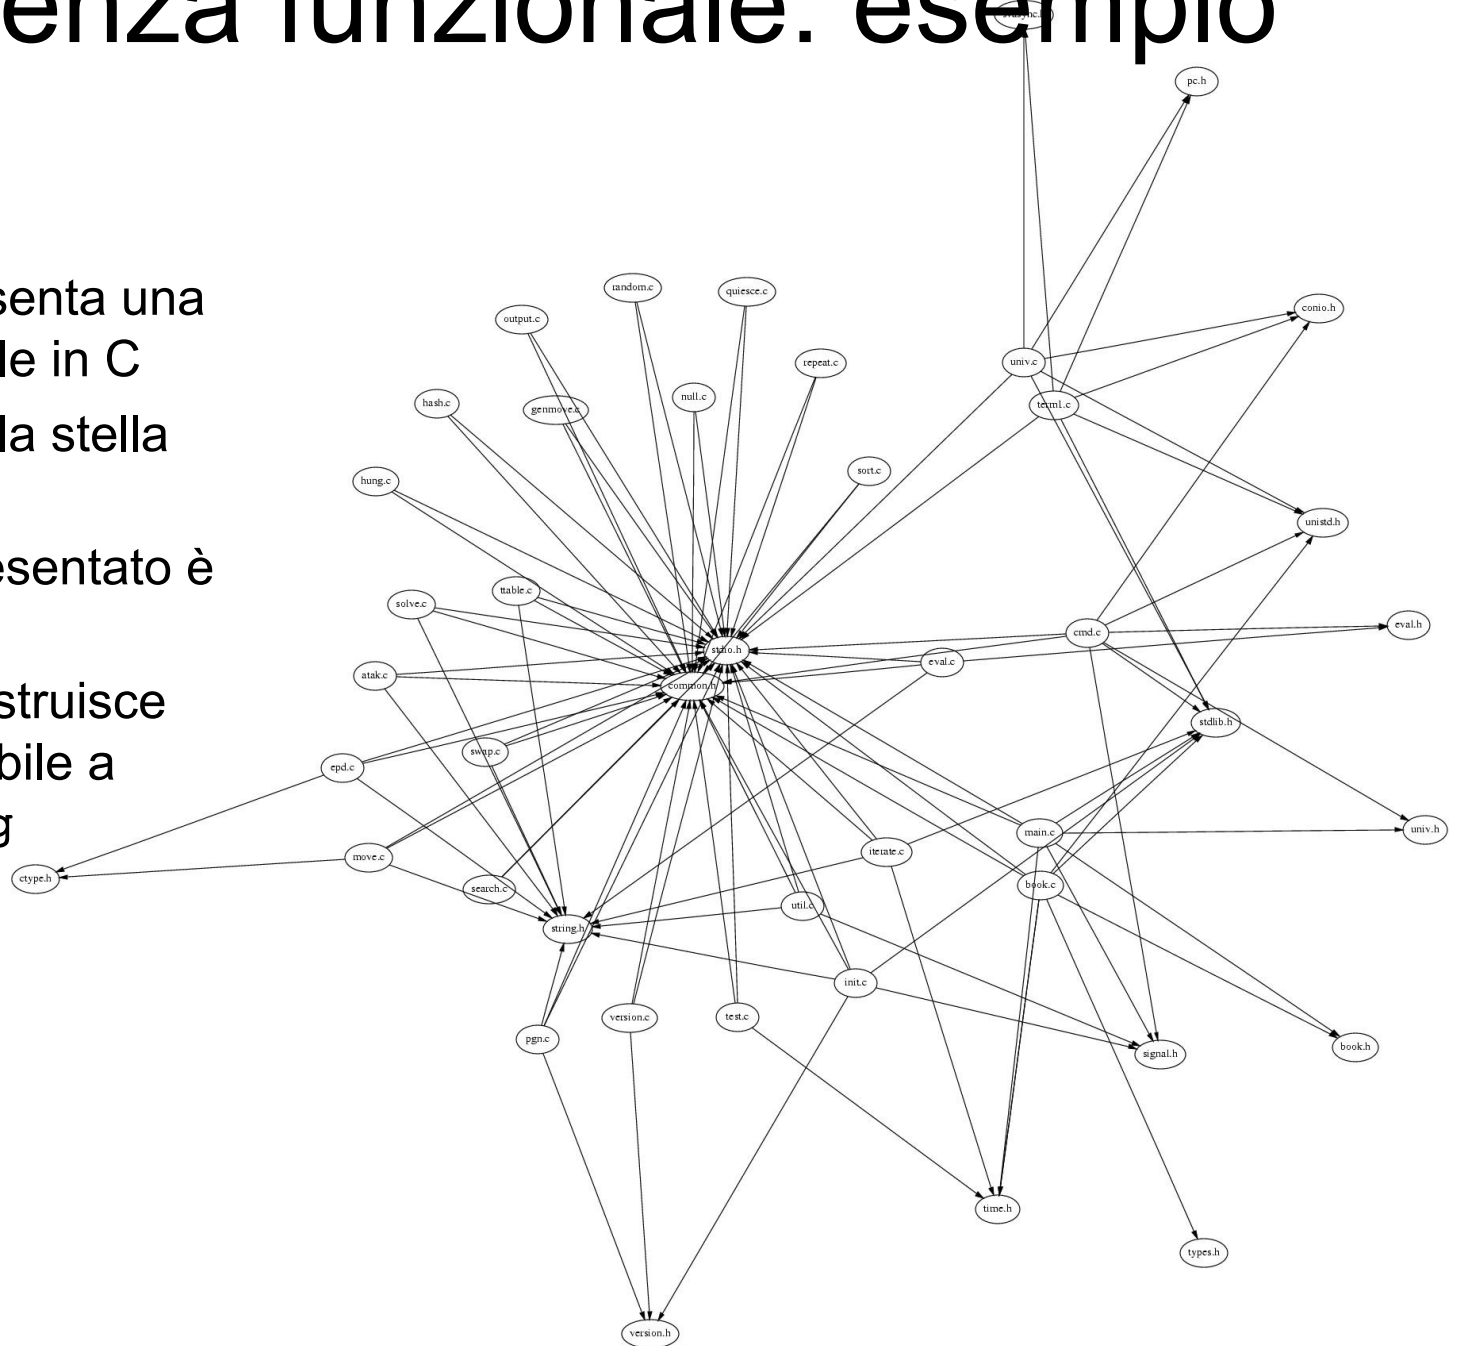 enza funzionale: esempio
pc.h
senta una
random.c
quiesce.c
conio.h
output.c
le in C
repeat.c
univ.c
null.c
hash.c
genmove.c
term1.c
la stella
sort.c
hung.c
unistd.h
esentato è
ttable.c
solve.c
cmd.c
eval.h
stdio.h
eval.c
atak.c
common.h
struisce
stdlib.h
swap.c
bile a
epd.c
g
univ.h
main.c
iterate.c
move.c
ctype.h
search.c
book.c
util.c
string.h
init.c
version.c
test.c
pgn.c
signal.h
book.h
time.h
types.h
version.h